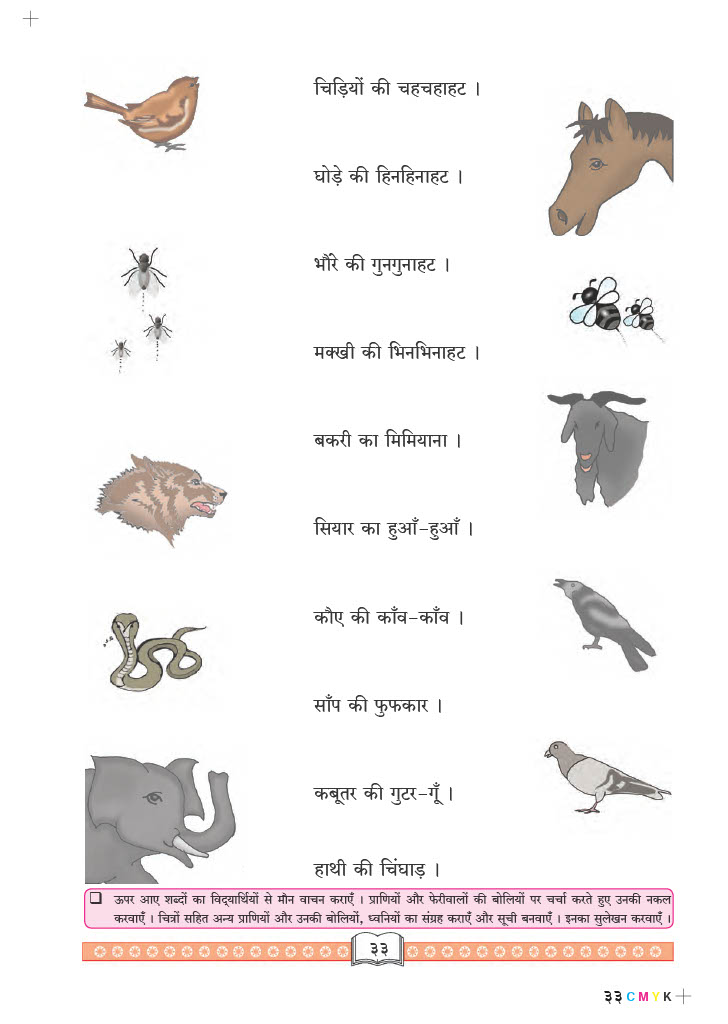 चिड़ियों की चहचहाहट ।
घोड़े की हिनहिनाहट ।
भौंरे की गुनगुनाहट ।
मक्खी की भिनभिनाहट ।
बकरी का मिमियाना ।
सियार का हुआँ-हुआँ ।
कौए की काँव-काँव ।
साँप की फुफकार ।
कबूतर की गुटर-गूँ ।
हाथी की चिंघाड़ ।
❑ ऊपर आए शब्दों का विद्‌यार्थियों से मौन वाचन कराएँ । प्राणियों और फेरीवालों की बोलियों पर चर्चा करते हुए उनकी नकल
करवाएँ । चित्रों सहित अन्य प्राणियों और उनकी बोलियों, ध्वनियों का संग्रह कराएँ और सूची बनवाएँ । इनका सुलेखन करवाएँ ।
३३
३३ C M Y K